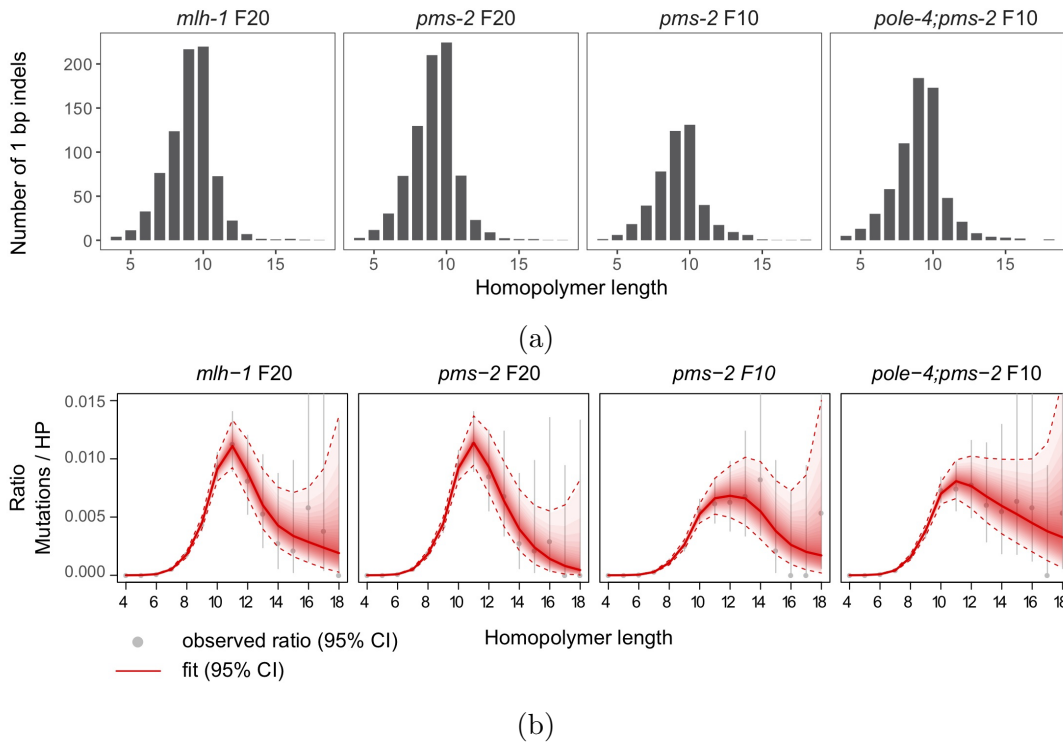 mlh-1 F20 pms-2 F20 pms-2 F10 pole-4;pms-2 F10
Number of 1 bp indels
200
150
100
50
0
5 10 15 5 10 15 5 10 15 5 10 15
Homopolymer length
(a)
mlh−1 F20 pms−2 F20 pms−2 F10 pole−4;pms−2 F10
Ratio
Mutations / HP
0.015
0.010
0.005
0.000
4 6 8 10 12 14 16 18 4 6 8 10 12 14 16 18 4 6 8 10 12 14 16 18 4 6 8 10 12 14 16 18
Homopolymer length
observed ratio (95% CI)
fit (95% CI)
(b)